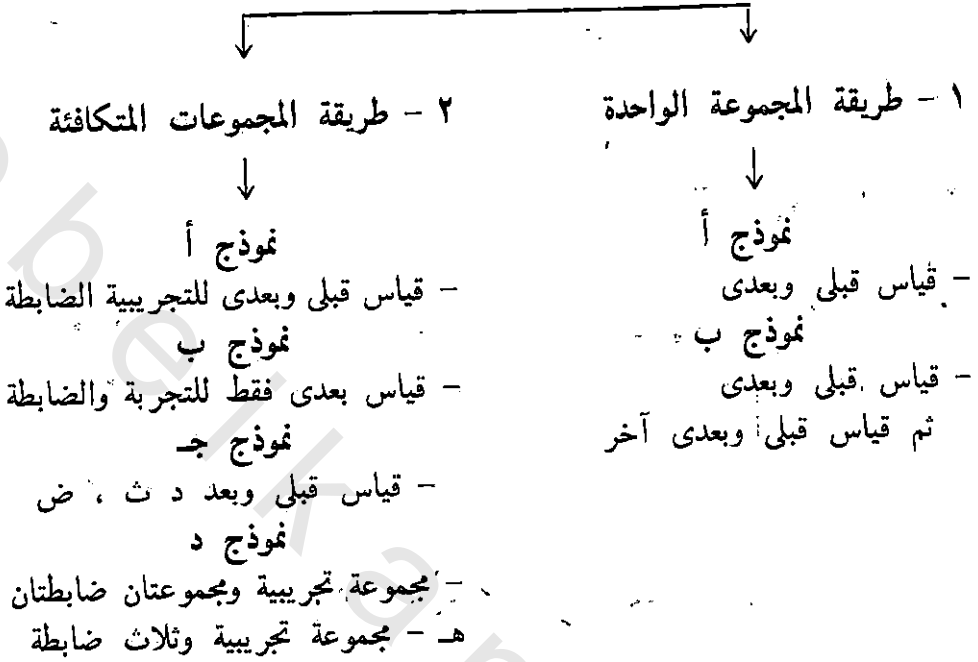 ١ – طريقة المجموعة الواحدة
نموذج أ
– قياس قبلى وبعدى
نموذج ب
– قياس قبلى وبعدى
ثم قياس قبلى وبعدى آخر
٢ – طريقة المجموعات المتكافئة
نموذج أ
– قياس قبلى وبعدى للتجريبية الضابطة
نموذج ب
– قياس بعدى فقط للتجربة والضابطة
نموذج جـ
– قياس قبلى وبعد د ث ، ض
نموذج د
– مجموعة تجريبية ومجموعتان ضابطتان
هـ – مجموعة تجريبية وثلاث ضابطة